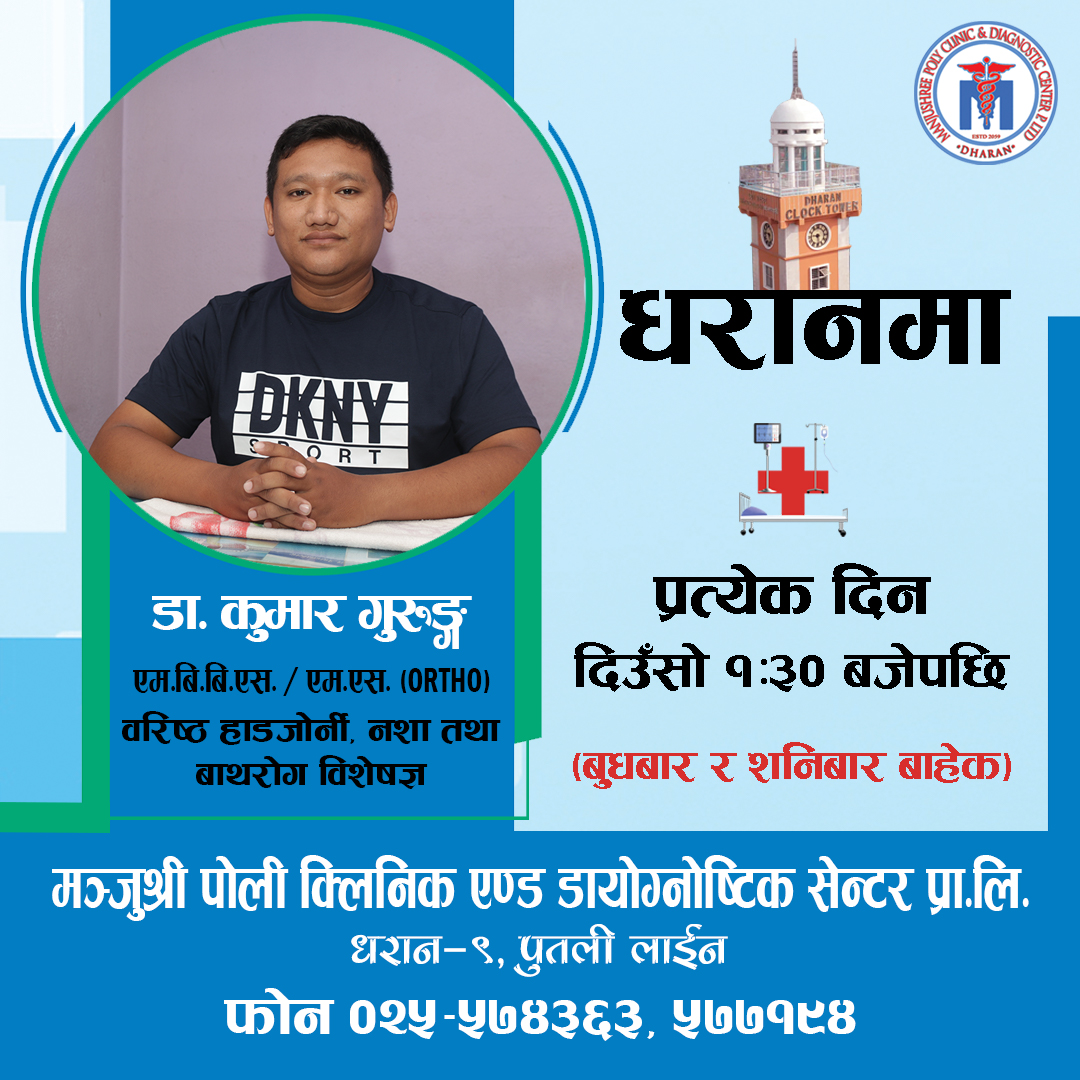 MANJUSHREE POLY CLINIC & DIAGNOSTIC CENTER P. LTD
M
ESTD 2059
• DHARAN •
DHARAN
CLOCK TOWER
धरानमा
DKNY
SPORT
डा. कुमार गुरुङ्ग
एम.बि.बि.एस. / एम.एस. (ORTHO)
वरिष्ठ हाडजोर्नी, नशा तथा
बाथरोग विशेषज्ञ
प्रत्येक दिन
दिउँसो १:३० बजेपछि
(बुधबार र शनिबार बाहेक)
मञ्जुश्री पोली क्लिनिक एण्ड डायोग्नोष्टिक सेन्टर प्रा.लि.
धरान-९, पुतली लाईन
फोन ०२५-५७४३६३, ५७७१९४